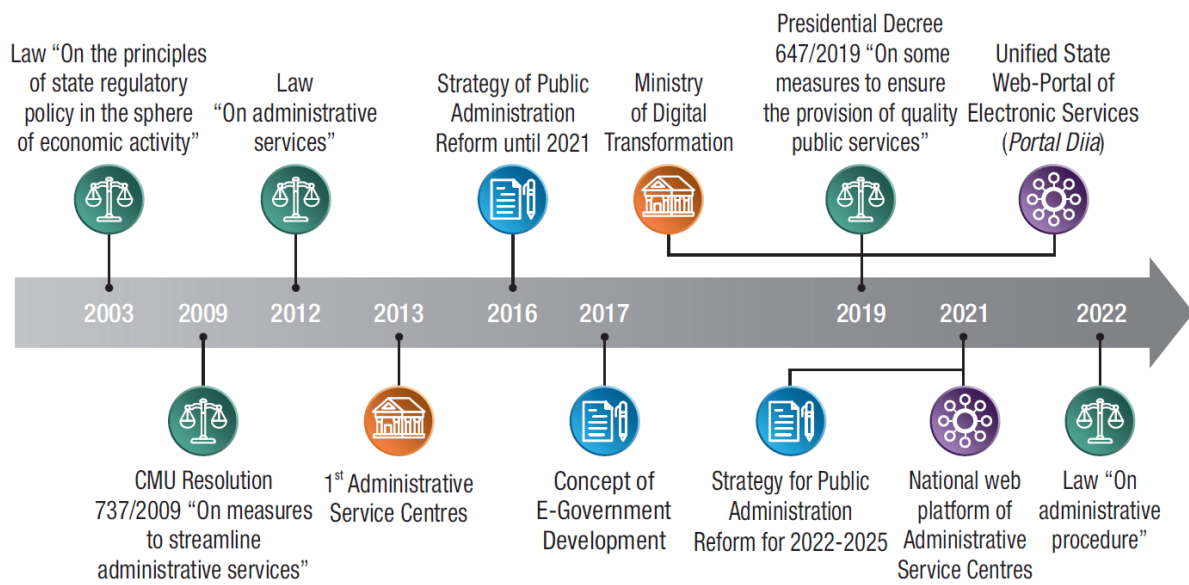 Law “On the principles
of state regulatory
policy in the sphere
of economic activity”
Law
“On administrative
services”
Strategy of Public
Administration
Reform until 2021
Ministry
of Digital
Transformation
Presidential Decree
647/2019 “On some
measures to ensure
the provision of quality
public services”
Unified State
Web-Portal of
Electronic Services
(Portal Diia)
2003
2009
2012
2013
2016
2017
2019
2021
2022
CMU Resolution
737/2009 “On measures
to streamline
administrative services”
1st Administrative
Service Centres
Concept of
E-Government
Development
Strategy for Public
Administration
Reform for 2022-2025
National web
platform of
Administrative
Service Centres
Law “On
administrative
procedure”